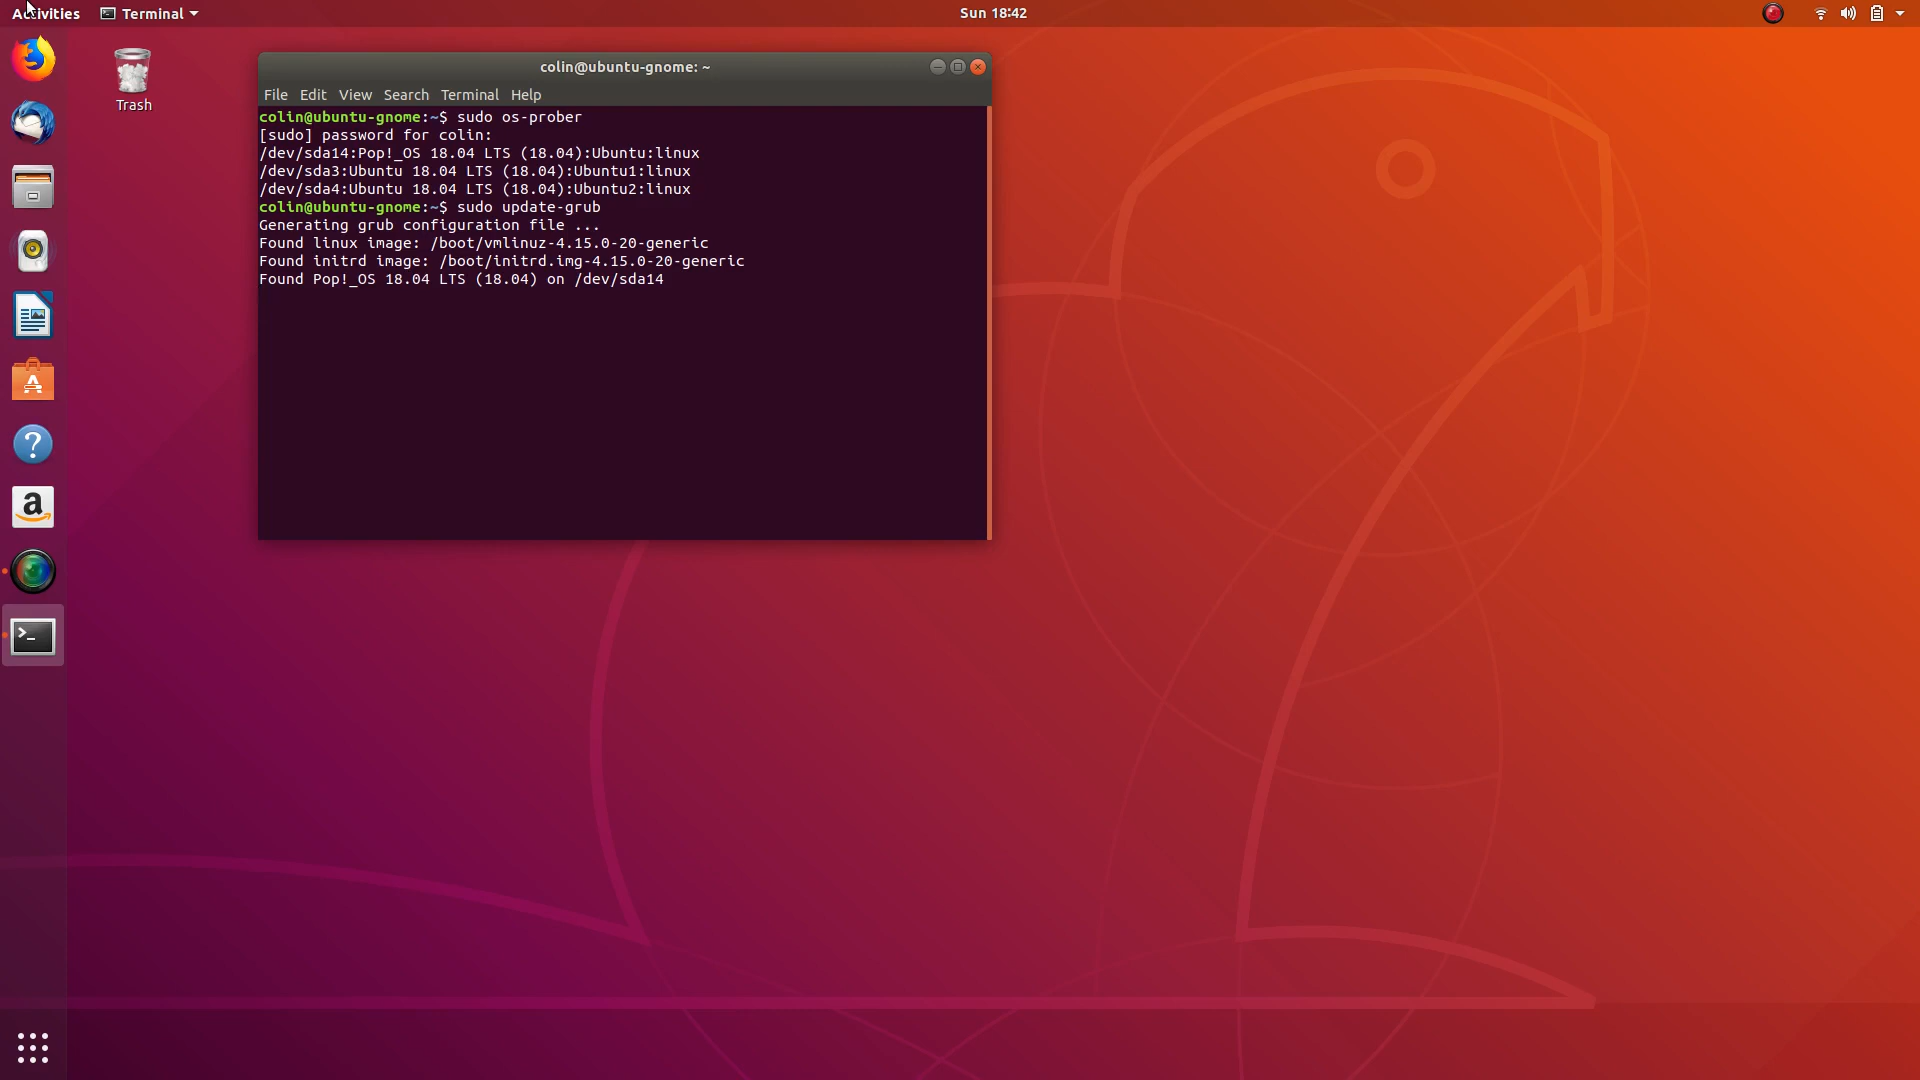 Activities
Terminal
Sun 18:42
Trash
colin@ubuntu-gnome: ~
File Edit View Search Terminal Help
colin@ubuntu-gnome:~$ sudo os-prober
[sudo] password for colin:
/dev/sda14:Pop!_OS 18.04 LTS (18.04):Ubuntu:linux
/dev/sda3:Ubuntu 18.04 LTS (18.04):Ubuntu1:linux
/dev/sda4:Ubuntu 18.04 LTS (18.04):Ubuntu2:linux
colin@ubuntu-gnome:~$ sudo update-grub
Generating grub configuration file ...
Found linux image: /boot/vmlinuz-4.15.0-20-generic
Found initrd image: /boot/initrd.img-4.15.0-20-generic
Found Pop!_OS 18.04 LTS (18.04) on /dev/sda14